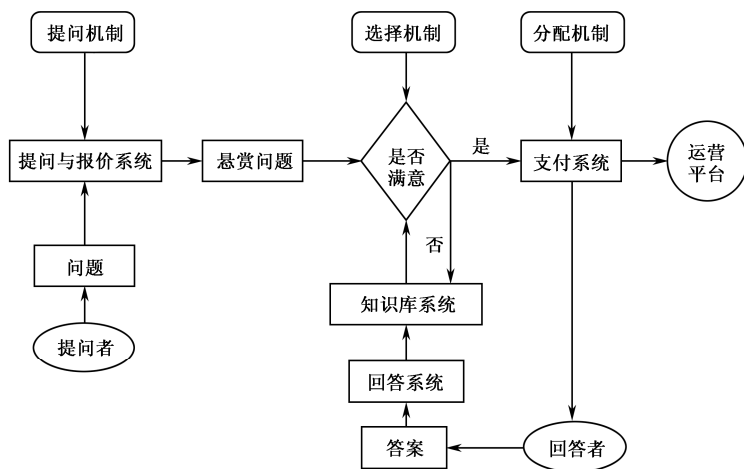 提问机制
选择机制
分配机制
提问与报价系统
悬赏问题
是否
满意
是
支付系统
运营
平台
否
问题
知识库系统
提问者
回答系统
答案
回答者